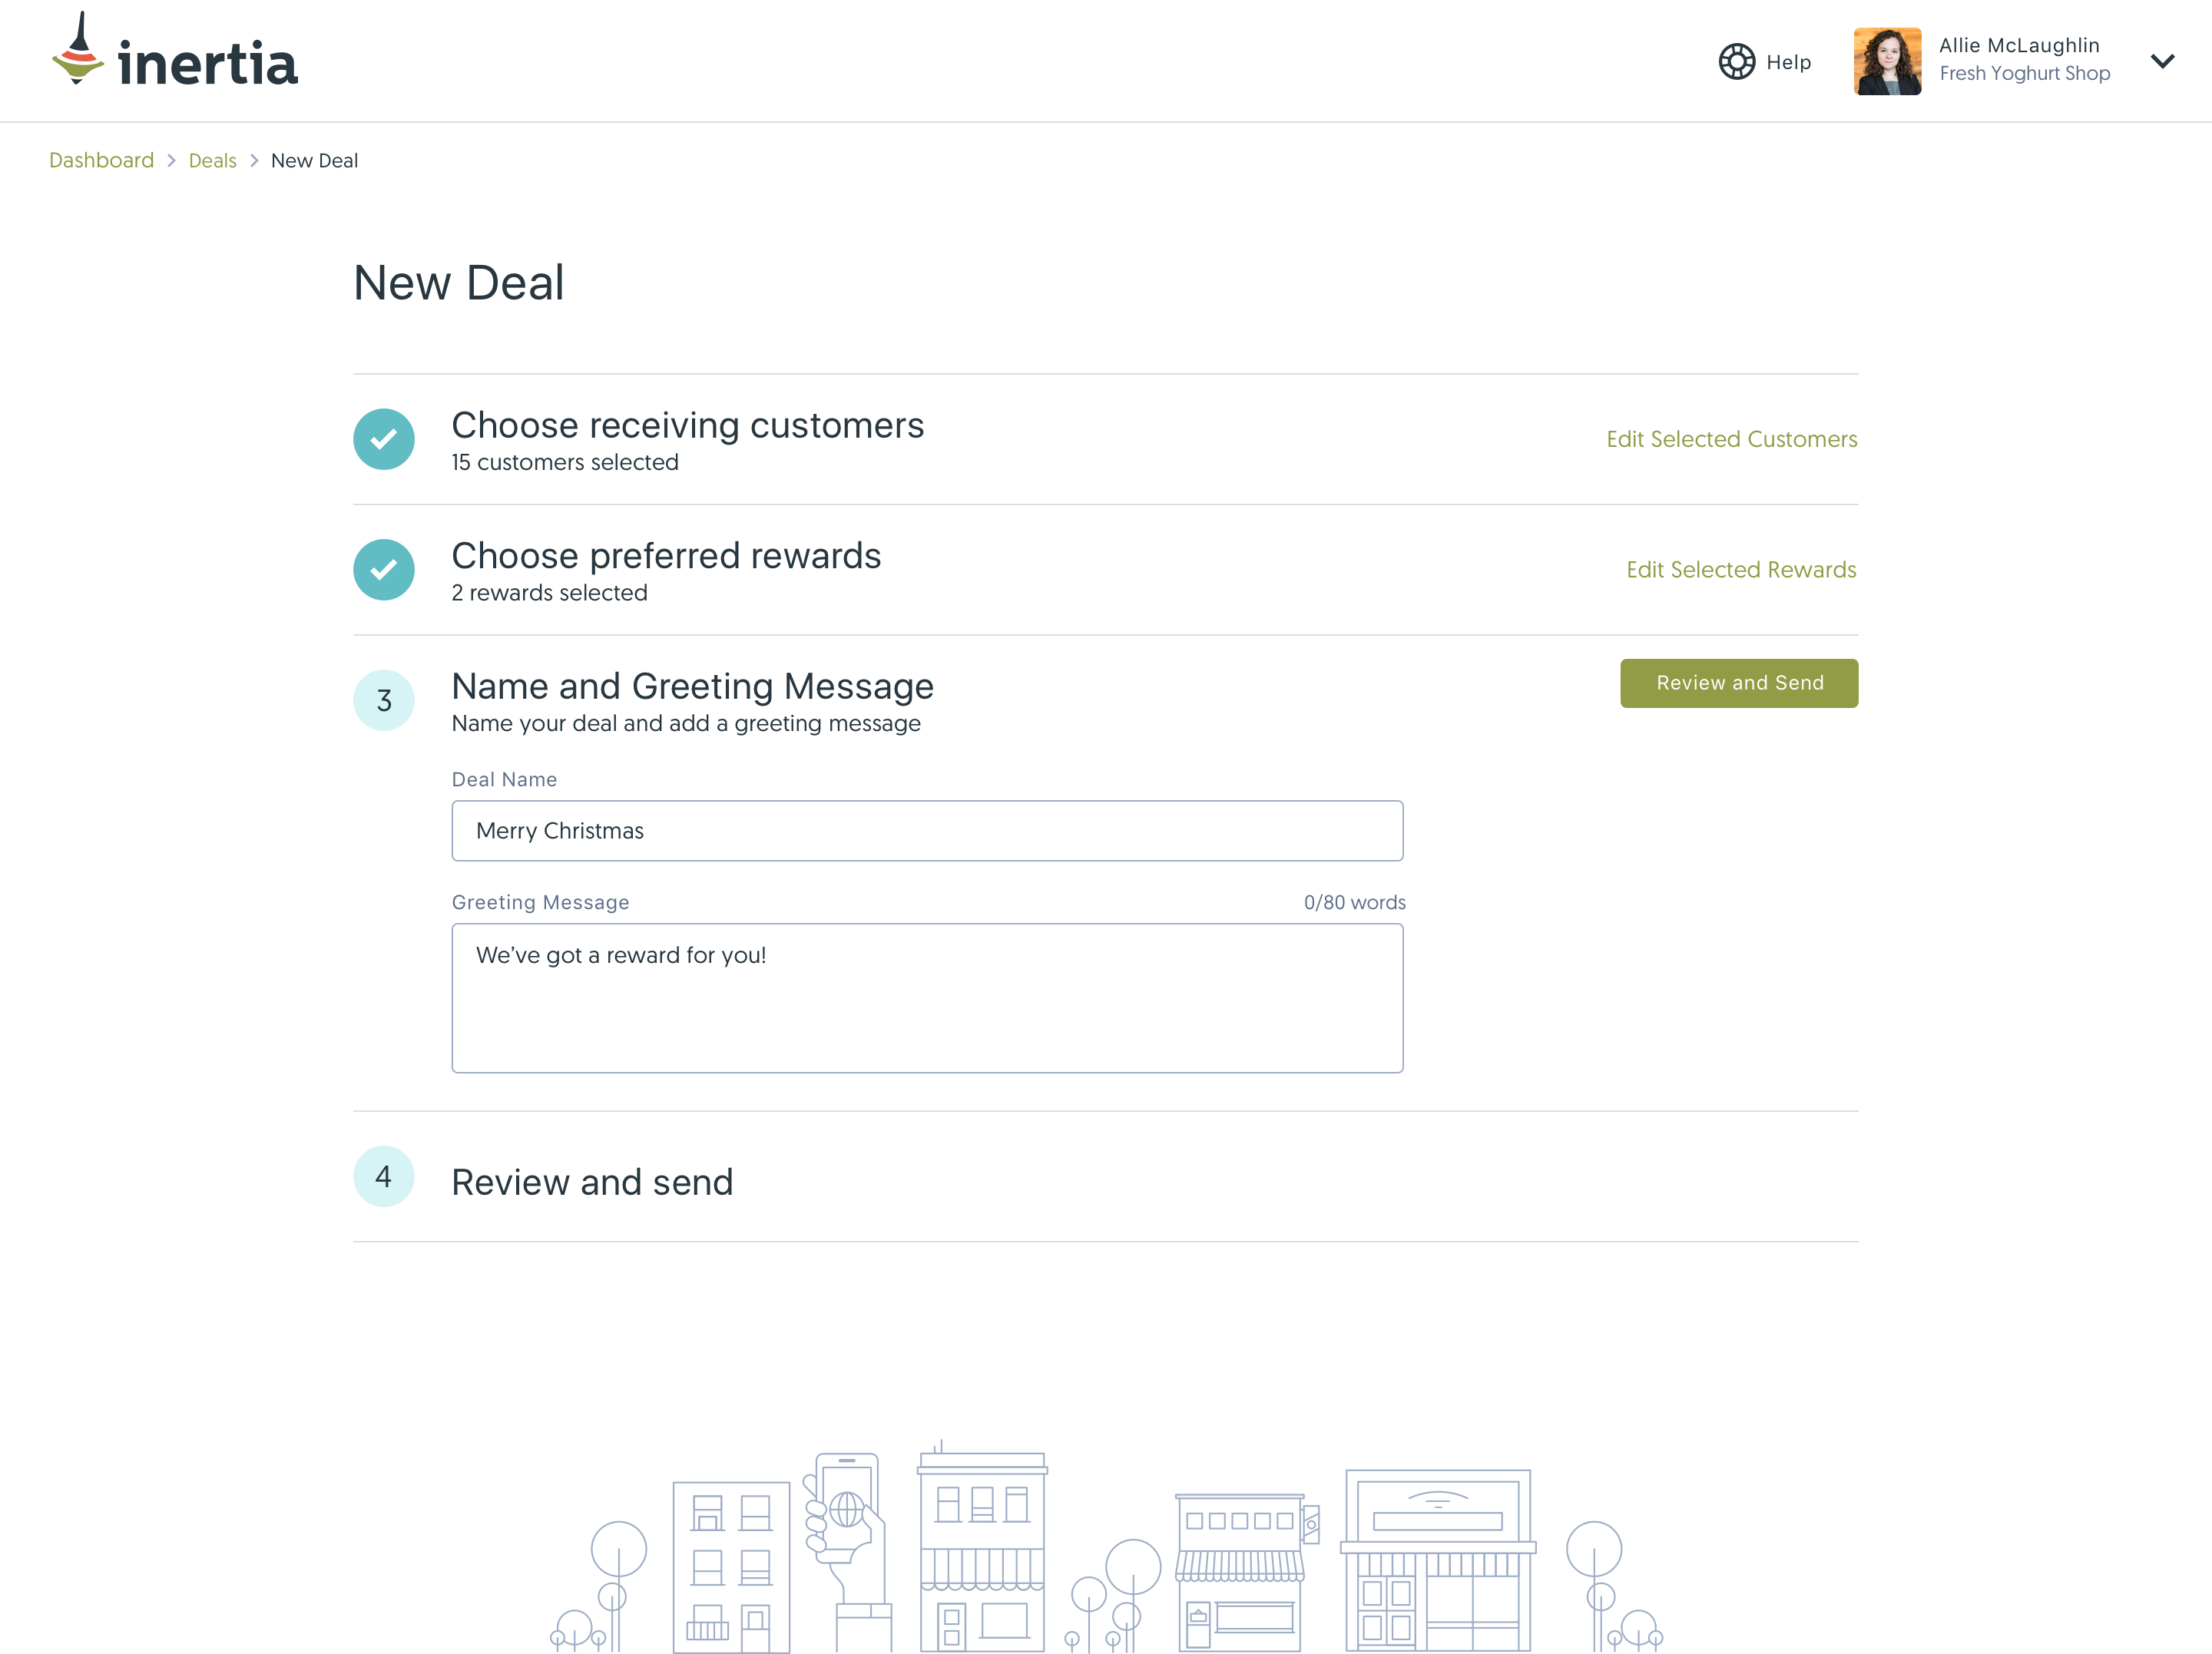 inertia
Help
Allie McLaughlin
Fresh Yoghurt Shop
Dashboard > Deals > New Deal
New Deal
Choose receiving customers
15 customers selected
Edit Selected Customers
Choose preferred rewards
2 rewards selected
Edit Selected Rewards
3
Name and Greeting Message
Name your deal and add a greeting message
Review and Send
Deal Name
Merry Christmas
Greeting Message
0/80 words
We’ve got a reward for you!
4
Review and send